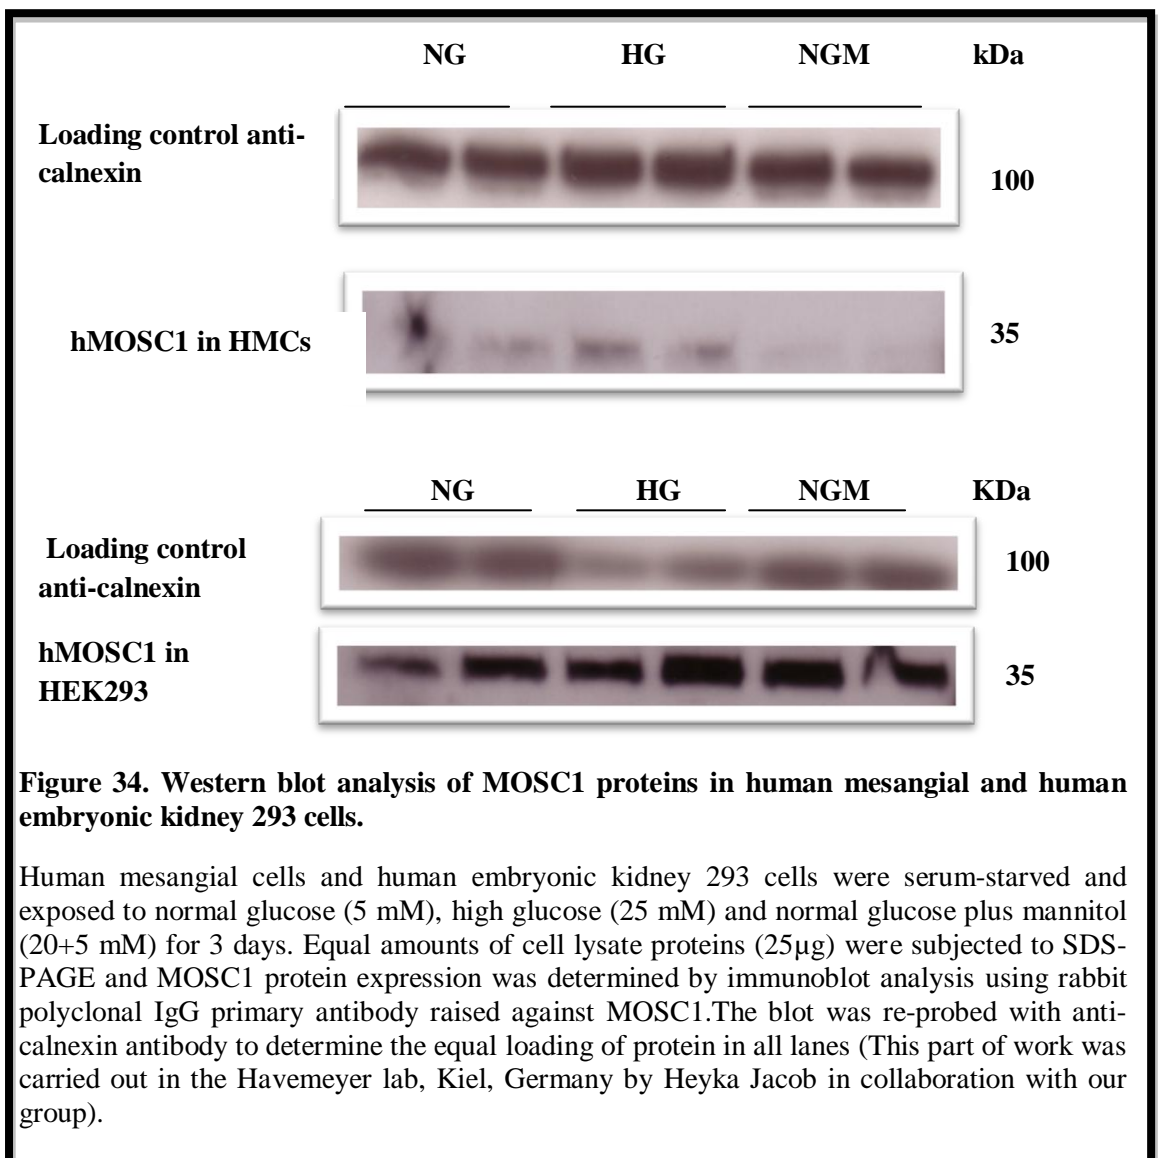 NG HG NGM kDa
Loading control anti-
calnexin
100
hMOSC1 in HMCs
35
NG HG NGM KDa
Loading control
anti-calnexin
100
hMOSC1 in
HEK293
35
Figure 34. Western blot analysis of MOSC1 proteins in human mesangial and human
embryonic kidney 293 cells.
Human mesangial cells and human embryonic kidney 293 cells were serum-starved and
exposed to normal glucose (5 mM), high glucose (25 mM) and normal glucose plus mannitol
(20+5 mM) for 3 days. Equal amounts of cell lysate proteins (25µg) were subjected to SDS-
PAGE and MOSC1 protein expression was determined by immunoblot analysis using rabbit
polyclonal IgG primary antibody raised against MOSC1.The blot was re-probed with anti-
calnexin antibody to determine the equal loading of protein in all lanes (This part of work was
carried out in the Havemeyer lab, Kiel, Germany by Heyka Jacob in collaboration with our
group).